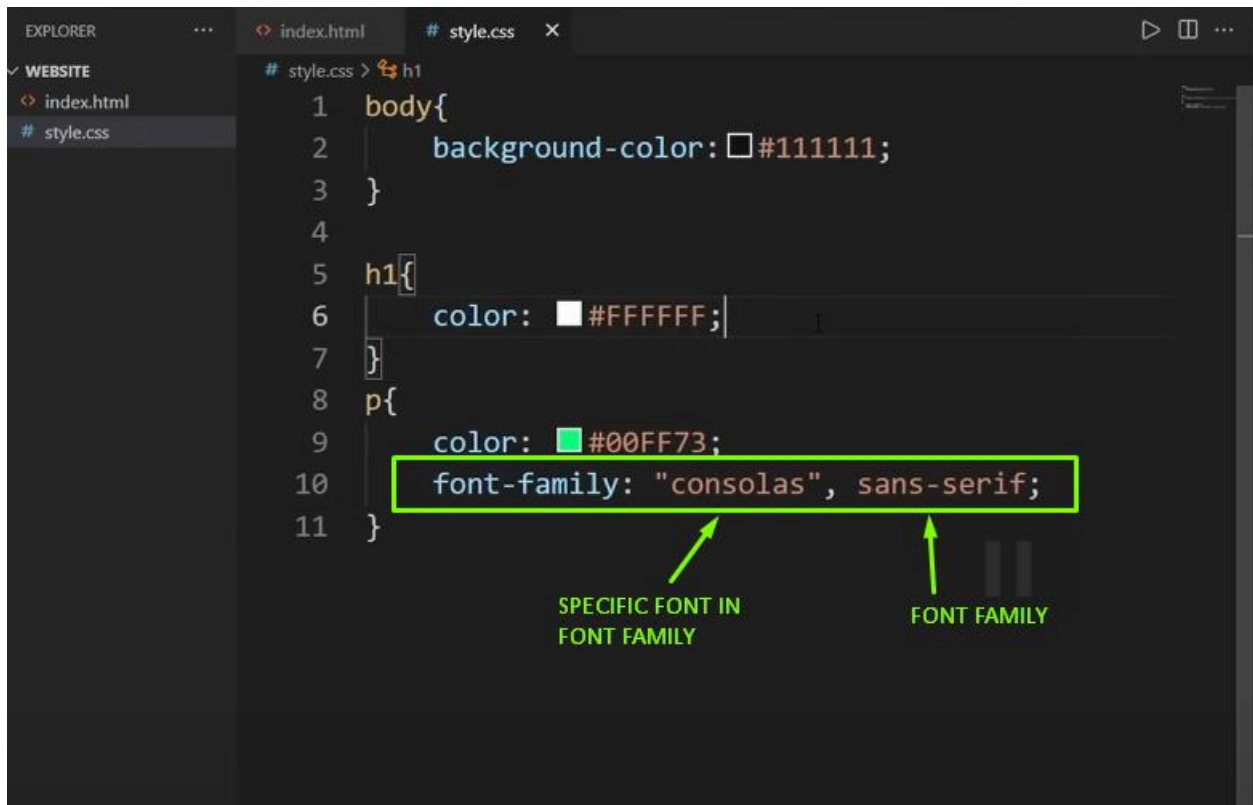 EXPLORER ··· <> index.html # style.css × ···
WEBSITE # style.css > h1
<> index.html
# style.css
1 body{
2 background-color: #111111;
3 }
4
5 h1{
6 color: #FFFFFF;
7 }
8 p{
9 color: #00FF73;
10 font-family: "consolas", sans-serif;
11 }
SPECIFIC FONT IN
FONT FAMILY
FONT FAMILY